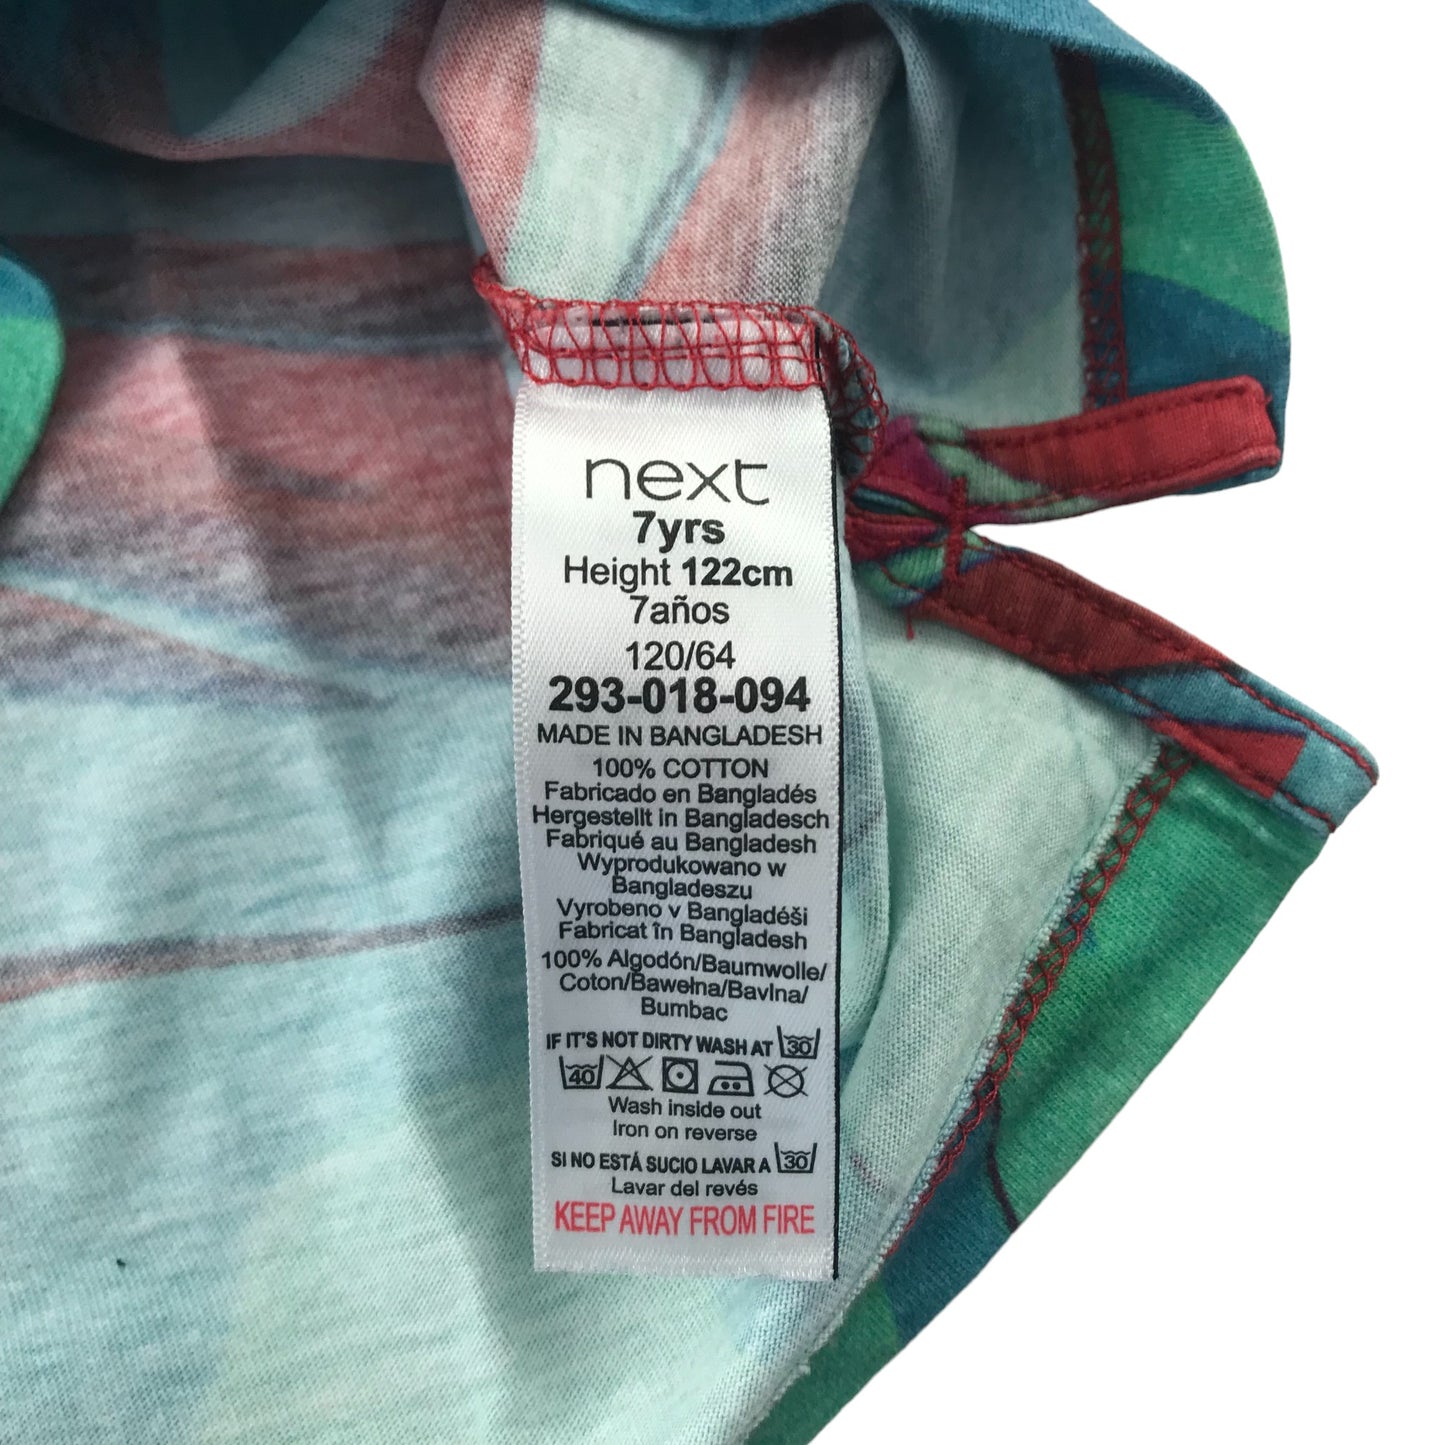 next
7yrs
Height 122cm
7años
120/64
293-018-094
MADE IN BANGLADESH
100% COTTON
Fabricado en Bangladés
Hergestellt in Bangladesch
Fabriqué au Bangladesh
Wyprodukowano w
Bangladeszu
Vyrobeno v Bangladéši
Fabricat în Bangladesh
100% Algodón/Baumwolle/
Coton/Bawełna/Bavlna/
Bumbac
IF IT'S NOT DIRTY WASH AT 30
40
Wash inside out
Iron on reverse
SI NO ESTÁ SUCIO LAVAR A 30
Lavar del revés
KEEP AWAY FROM FIRE